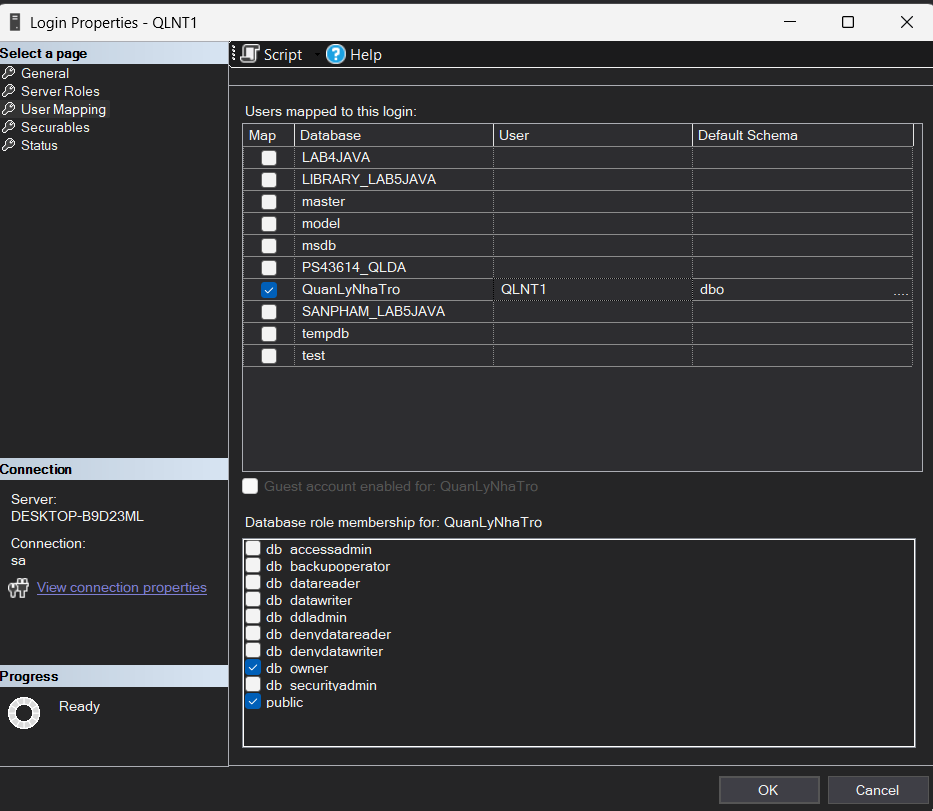 Login Properties - QLNT1
Select a page
General
Server Roles
User Mapping
Securables
Status
Connection
Server:
DESKTOP-B9D23ML
Connection:
sa
View connection properties
Progress
Ready
Script
? Help
Users mapped to this login:
Map Database User Default Schema
LAB4JAVA
LIBRARY_LAB5JAVA
master
model
msdb
PS43614_QLDA
QuanLyNhaTro QLNT1 dbo ....
SANPHAM_LAB5JAVA
tempdb
test
Guest account enabled for: QuanLyNhaTro
Database role membership for: QuanLyNhaTro
db_accessadmin
db_backupoperator
db_datareader
db_datawriter
db_ddladmin
db_denydatareader
db_denydatawriter
db_owner
db_securityadmin
public
OK Cancel